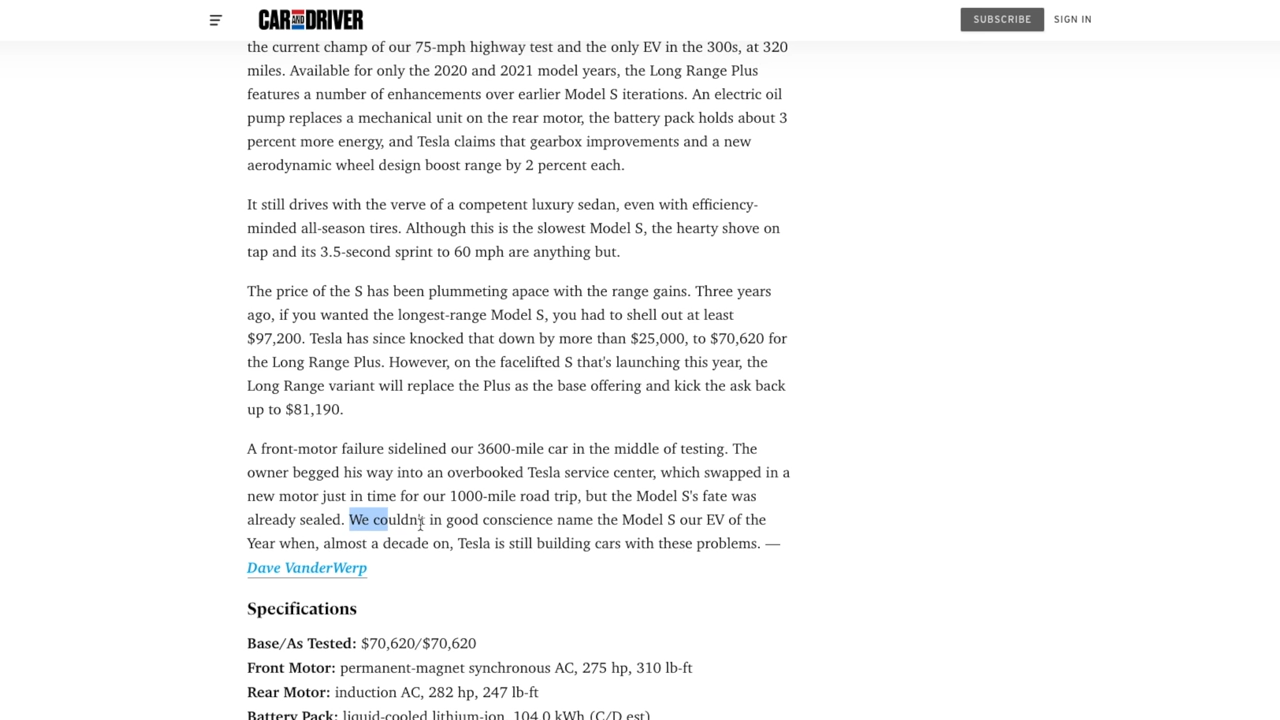 CAR AND DRIVER
SUBSCRIBE
SIGN IN
the current champ of our 75-mph highway test and the only EV in the 300s, at 320
miles. Available for only the 2020 and 2021 model years, the Long Range Plus
features a number of enhancements over earlier Model S iterations. An electric oil
pump replaces a mechanical unit on the rear motor, the battery pack holds about 3
percent more energy, and Tesla claims that gearbox improvements and a new
aerodynamic wheel design boost range by 2 percent each.
It still drives with the verve of a competent luxury sedan, even with efficiency-
minded all-season tires. Although this is the slowest Model S, the hearty shove on
tap and its 3.5-second sprint to 60 mph are anything but.
The price of the S has been plummeting apace with the range gains. Three years
ago, if you wanted the longest-range Model S, you had to shell out at least
$97,200. Tesla has since knocked that down by more than $25,000, to $70,620 for
the Long Range Plus. However, on the facelifted S that's launching this year, the
Long Range variant will replace the Plus as the base offering and kick the ask back
up to $81,190.
A front-motor failure sidelined our 3600-mile car in the middle of testing. The
owner begged his way into an overbooked Tesla service center, which swapped in a
new motor just in time for our 1000-mile road trip, but the Model S's fate was
already sealed. We couldn't in good conscience name the Model S our EV of the
Year when, almost a decade on, Tesla is still building cars with these problems. —
Dave VanderWerp
Specifications
Base/As Tested: $70,620/$70,620
Front Motor: permanent-magnet synchronous AC, 275 hp, 310 lb-ft
Rear Motor: induction AC, 282 hp, 247 lb-ft
Battery Pack: liquid-cooled lithium-ion, 104.0 kWh (C/D est)